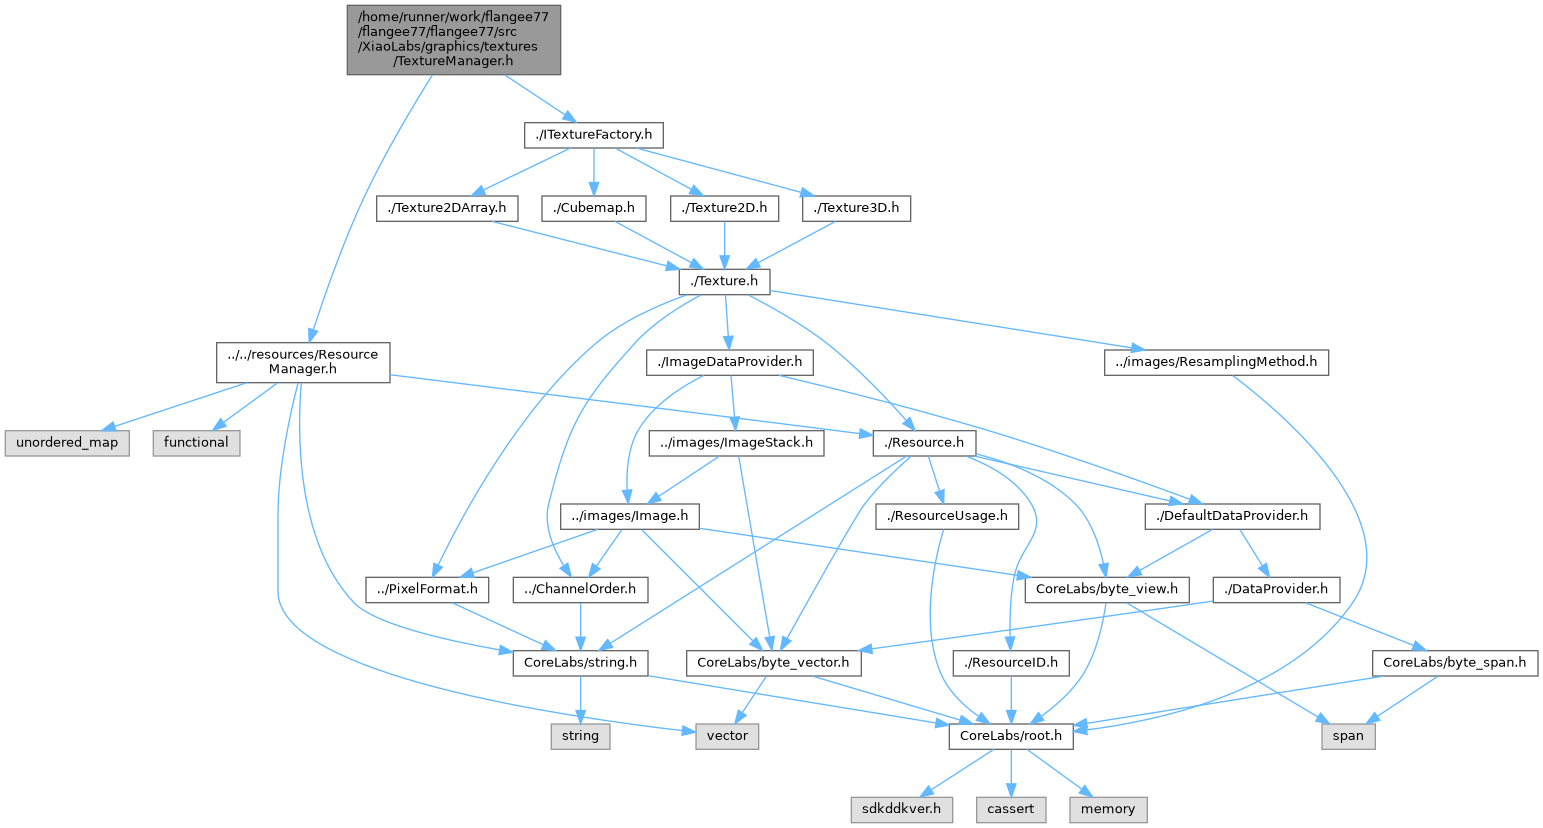 /home/runner/work/flangee77
/flangee77/flangee77/src
/XiaoLabs/graphics/textures
/TextureManager.h
./ITextureFactory.h
./Texture2DArray.h
./Cubemap.h
./Texture2D.h
./Texture3D.h
./Texture.h
../../resources/Resource
Manager.h
./ImageDataProvider.h
../images/ResamplingMethod.h
unordered_map
functional
../images/ImageStack.h
./Resource.h
../images/Image.h
./ResourceUsage.h
./DefaultDataProvider.h
../PixelFormat.h
../ChannelOrder.h
CoreLabs/byte_view.h
./DataProvider.h
CoreLabs/string.h
CoreLabs/byte_vector.h
./ResourceID.h
CoreLabs/byte_span.h
string
vector
CoreLabs/root.h
span
sdkddkver.h
cassert
memory